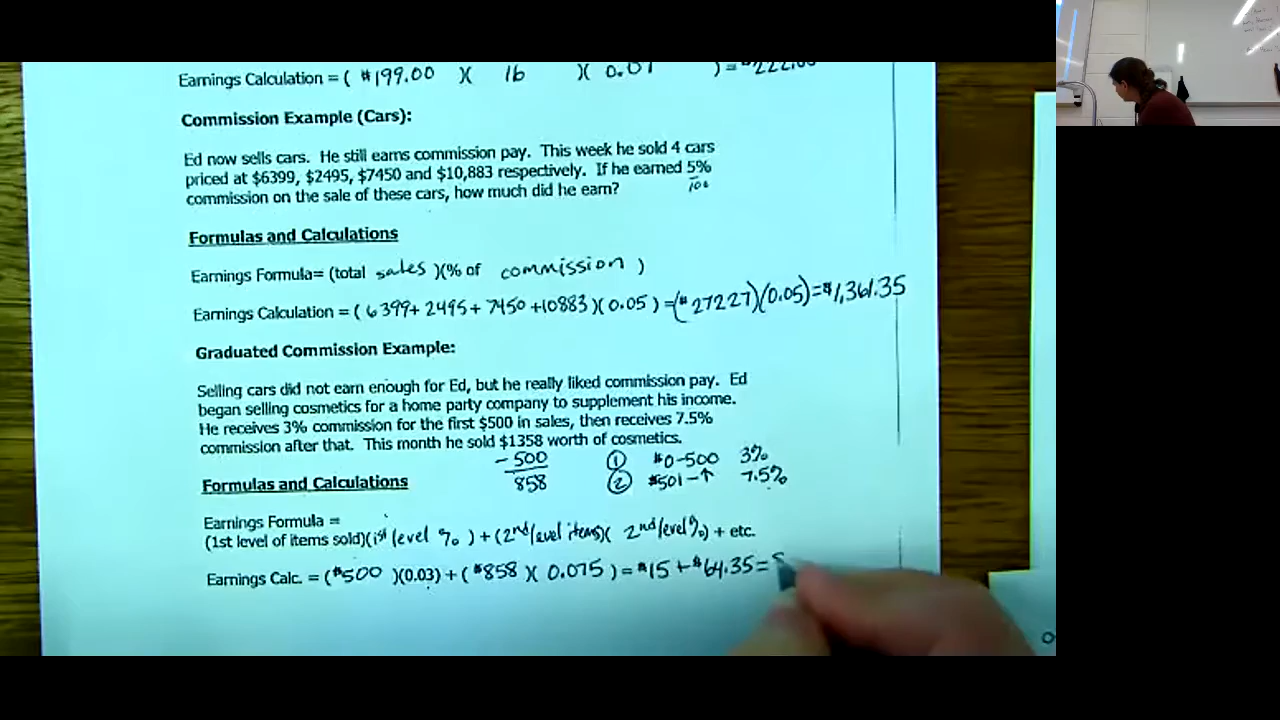 Earnings Calculation = ( $199.00 )( 16 )( 0.07 ) =
Commission Example (Cars):
Ed now sells cars. He still earns commission pay. This week he sold 4 cars
priced at $6399, $2495, $7450 and $10,883 respectively. If he earned 5%
100
commission on the sale of these cars, how much did he earn?
Formulas and Calculations
Earnings Formula= (total sales )(% of commission )
Earnings Calculation = ( 6399+ 2495+ 7450 +10883)( 0.05 ) =($27227)(0.05)=$1,361.35
Graduated Commission Example:
Selling cars did not earn enough for Ed, but he really liked commission pay. Ed
began selling cosmetics for a home party company to supplement his income.
He receives 3% commission for the first $500 in sales, then receives 7.5%
commission after that. This month he sold $1358 worth of cosmetics.
- 500 ① $0-500 3%
858 ② $501-↑ 7.5%
Formulas and Calculations
Earnings Formula =
(1st level of items sold)(1st level % ) + (2nd level items)( 2nd level%) + etc.
Earnings Calc. = ($500 )(0.03) + ( $858 )( 0.075 ) = $15 + $64.35=